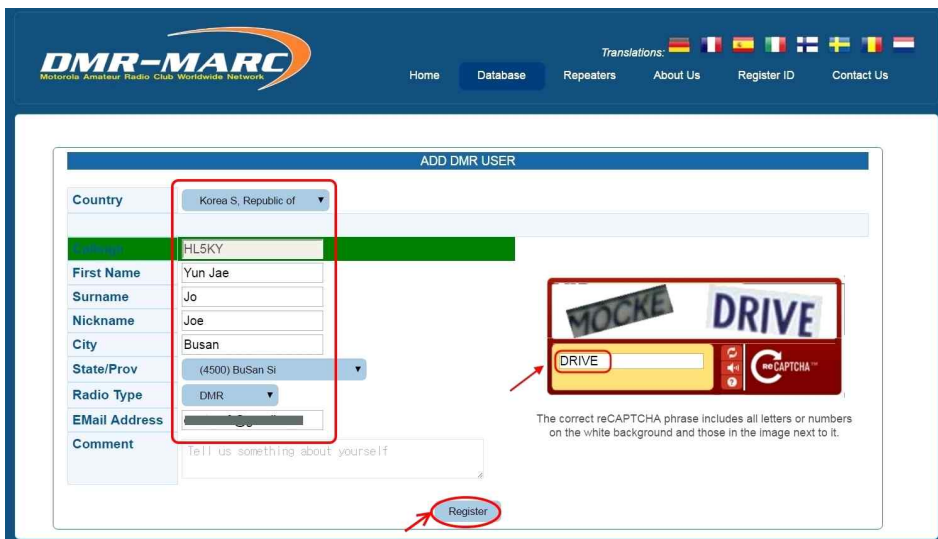 DMR-MARC
Motorola Amateur Radio Club Worldwide Network
Translations:
Home Database Repeaters About Us Register ID Contact Us
ADD DMR USER
Country Korea S, Republic of
HL5KY
First Name Yun Jae
Surname Jo
Nickname Joe
City Busan
State/Prov (4500) BuSan Si
Radio Type DMR
EMail Address
Comment Tell us something about yourself
MOCKE DRIVE
DRIVE
reCAPTCHA™
The correct reCAPTCHA phrase includes all letters or numbers
on the white background and those in the image next to it.
Register